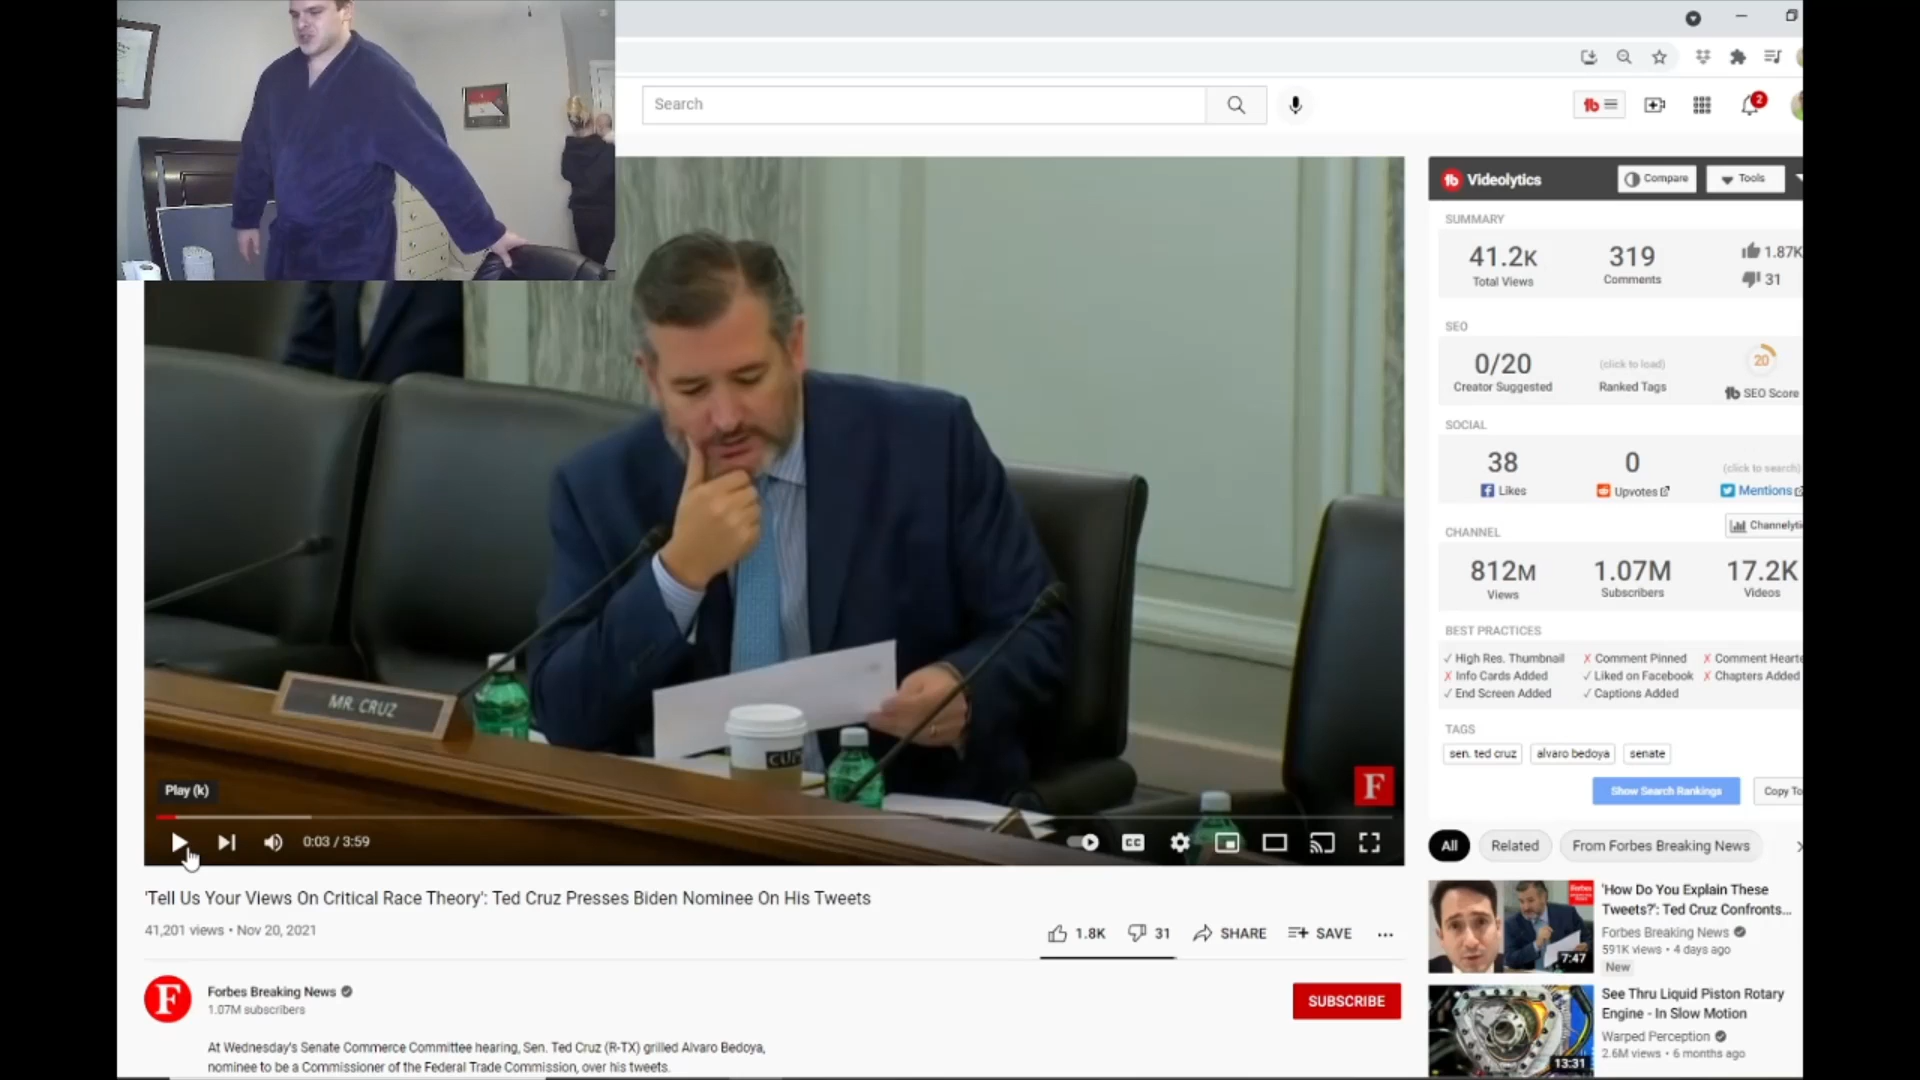 Search
2
Videolytics
Compare
Tools
SUMMARY
41.2K
Total Views
319
Comments
1.87K
31
SEO
0/20
Creator Suggested
(click to load)
Ranked Tags
20
SEO Score
SOCIAL
38
Likes
0
Upvotes
(click to search)
Mentions
CHANNEL
Channelyti
812M
Views
1.07M
Subscribers
17.2K
Videos
BEST PRACTICES
✓ High Res. Thumbnail
✗ Comment Pinned
✗ Comment Hearte
✗ Info Cards Added
✓ Liked on Facebook
✗ Chapters Added
✓ End Screen Added
✓ Captions Added
TAGS
sen. ted cruz
alvaro bedoya
senate
Show Search Rankings
Copy To
MR. CRUZ
F
Play (k)
0:03 / 3:59
CC
'Tell Us Your Views On Critical Race Theory': Ted Cruz Presses Biden Nominee On His Tweets
41,201 views • Nov 20, 2021
1.8K
31
SHARE
SAVE
F
Forbes Breaking News
1.07M subscribers
SUBSCRIBE
At Wednesday's Senate Commerce Committee hearing, Sen. Ted Cruz (R-TX) grilled Alvaro Bedoya,
nominee to be a Commissioner of the Federal Trade Commission, over his tweets.
All
Related
From Forbes Breaking News
Forbes
7:47
'How Do You Explain These
Tweets?': Ted Cruz Confronts...
Forbes Breaking News
591K views • 4 days ago
New
13:31
See Thru Liquid Piston Rotary
Engine - In Slow Motion
Warped Perception
2.6M views • 6 months ago